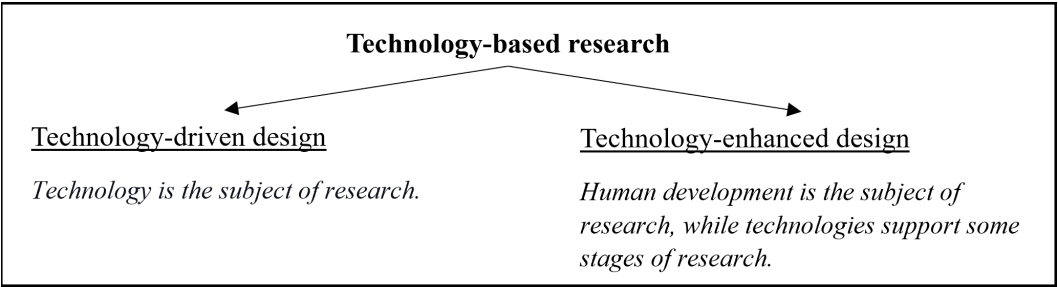 Technology-based research
Technology-driven design
Technology is the subject of research.
Technology-enhanced design
Human development is the subject of
research, while technologies support some
stages of research.